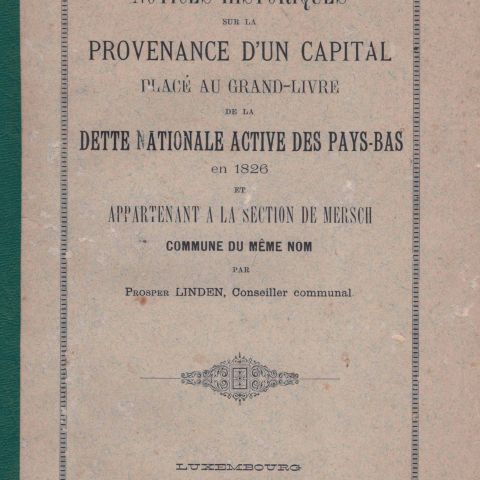 NOTICES HISTORIQUES
SUR LA
PROVENANCE D'UN CAPITAL
PLACÉ AU GRAND-LIVRE
DE LA
DETTE NATIONALE ACTIVE DES PAYS-BAS
en 1826
ET
APPARTENANT A LA SECTION DE MERSCH
COMMUNE DU MÊME NOM
PAR
PROSPER LINDEN, Conseiller communal.
LUXEMBOURG